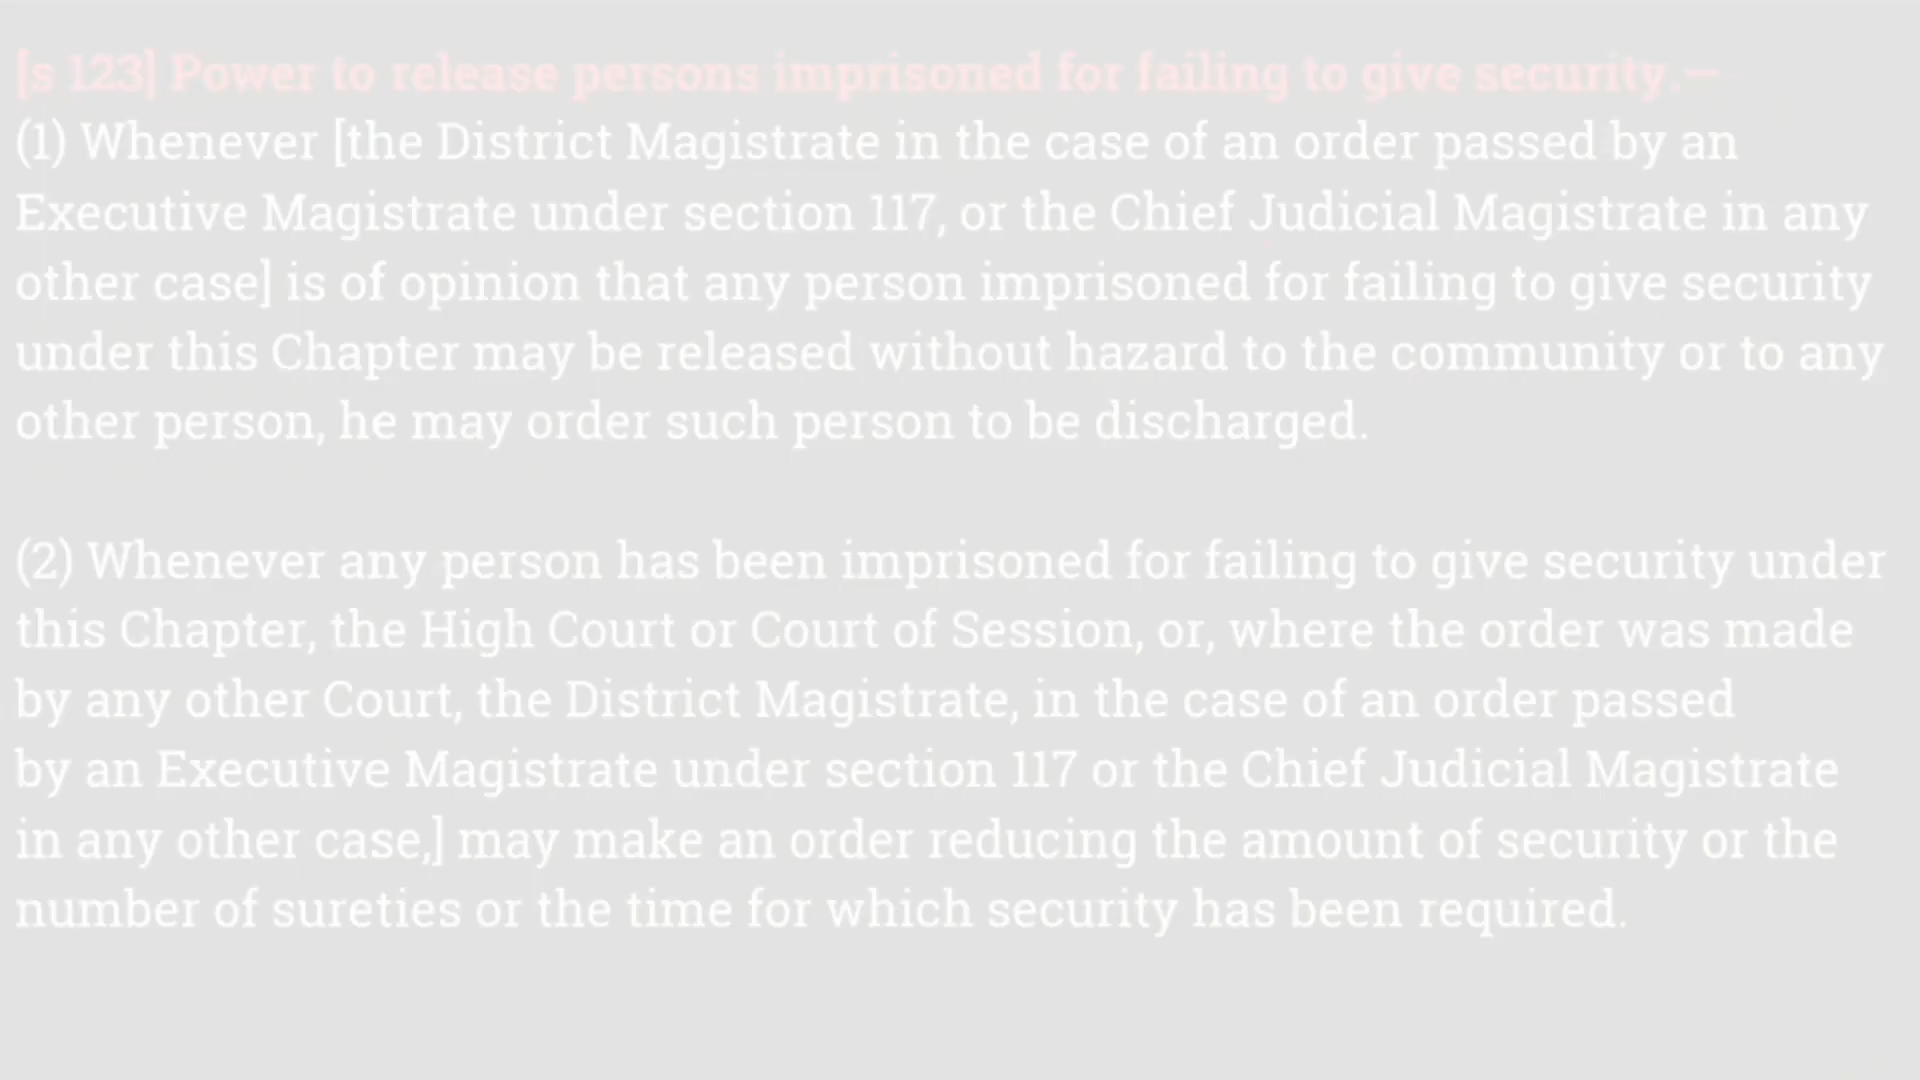 [s 123] Power to release persons imprisoned for failing to give security.—
(1) Whenever [the District Magistrate in the case of an order passed by an
Executive Magistrate under section 117, or the Chief Judicial Magistrate in any
other case] is of opinion that any person imprisoned for failing to give security
under this Chapter may be released without hazard to the community or to any
other person, he may order such person to be discharged.
(2) Whenever any person has been imprisoned for failing to give security under
this Chapter, the High Court or Court of Session, or, where the order was made
by any other Court, the District Magistrate, in the case of an order passed
by an Executive Magistrate under section 117 or the Chief Judicial Magistrate
in any other case,] may make an order reducing the amount of security or the
number of sureties or the time for which security has been required.